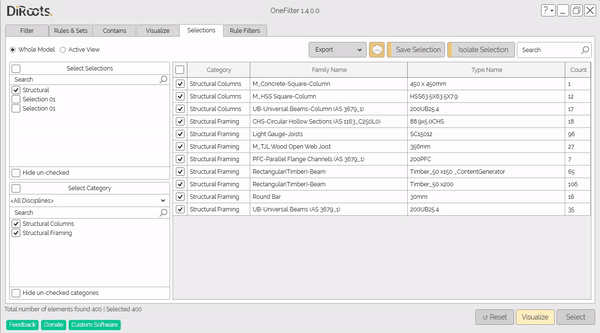 DiRoots.
OneFilter 1.4.0.0
?
Filter Rules & Sets Contains Visualize Selections Rule Filters
Whole Model Active View
Export Save Selection Isolate Selection Search
Select Selections
Search
Structural
Selection 01
Selection 01
Hide un-checked
Select Category
<All Disciplines>
Search
Structural Columns
Structural Framing
Hide un-checked categories
Category Family Name Type Name Count
Structural Columns M_Concrete-Square-Column 450 x 450mm 1
Structural Columns M_HSS Square-Column HSS63.5X63.5X7.9 12
Structural Columns UB-Universal Beams-Column (AS 3679_1) 200UB25.4 17
Structural Framing CHS-Circular Hollow Sections (AS 1163_C250L0) 88.9x5.0CHS 18
Structural Framing Light Gauge-Joists SC15012 96
Structural Framing M_TJL Wood Open Web Joist 356mm 27
Structural Framing PFC-Parallel Flange Channels (AS 3679_1) 200PFC 7
Structural Framing Rectangular(Timber)-Beam Timber_50 x150 _ContentGenerator 65
Structural Framing Rectangular(Timber)-Beam Timber_50 x200 106
Structural Framing Round Bar 30mm 16
Structural Framing UB-Universal Beams (AS 3679_1) 200UB25.4 35
Total number of elements found 400 | Selected 400
Feedback Donate Custom Software
Reset Visualize Select